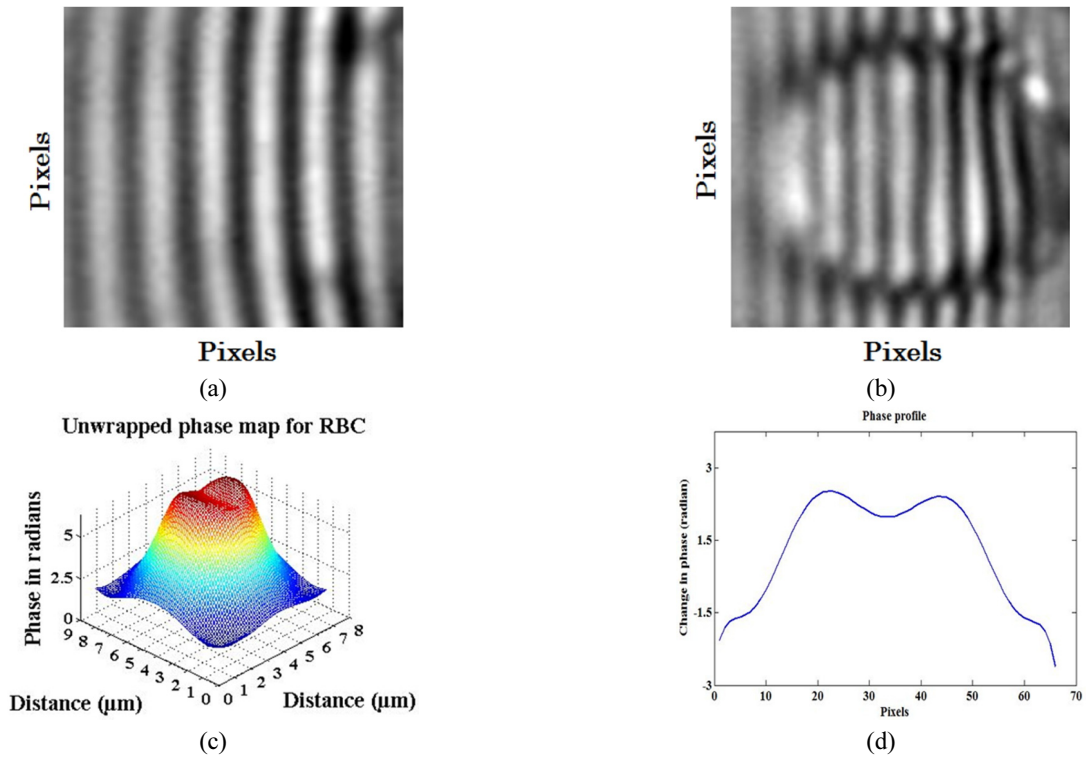 Pixels
Pixels
Pixels
Pixels
(a)
(b)
Unwrapped phase map for RBC
Phase in radians
5
2.5
0
9 8 7 6 5 4 3 2 1 0
0 1 2 3 4 5 6 7 8
Distance (µm)
Distance (µm)
(c)
Phase profile
Change in phase (radian)
3
1.5
-1.5
-3
0 10 20 30 40 50 60 70
Pixels
(d)